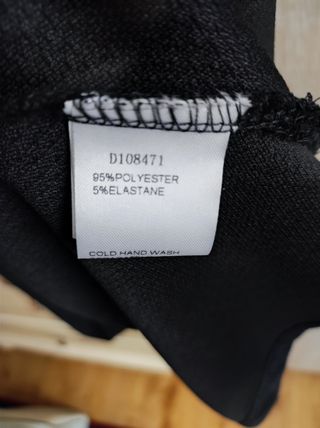 D108471
95%POLYESTER
5%ELASTANE
COLD HAND WASH